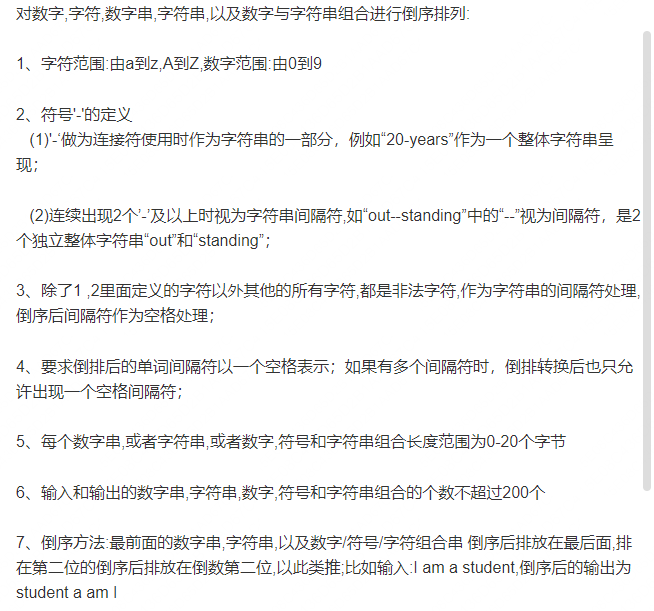 对数字,字符,数字串,字符串,以及数字与字符串组合进行倒序排列:
1、字符范围:由a到z,A到Z,数字范围:由0到9
2、符号'-'的定义
(1)'-‘做为连接符使用时作为字符串的一部分，例如“20-years”作为一个整体字符串呈
现；
(2)连续出现2个’-’及以上时视为字符串间隔符,如“out--standing”中的“--”视为间隔符，是2
个独立整体字符串“out”和“standing”；
3、除了1 ,2里面定义的字符以外其他的所有字符,都是非法字符,作为字符串的间隔符处理,
倒序后间隔符作为空格处理；
4、要求倒排后的单词间隔符以一个空格表示；如果有多个间隔符时，倒排转换后也只允
许出现一个空格间隔符；
5、每个数字串,或者字符串,或者数字,符号和字符串组合长度范围为0-20个字节
6、输入和输出的数字串,字符串,数字,符号和字符串组合的个数不超过200个
7、倒序方法:最前面的数字串,字符串,以及数字/符号/字符组合串 倒序后排放在最后面,排
在第二位的倒序后排放在倒数第二位,以此类推;比如输入:I am a student,倒序后的输出为
student a am I